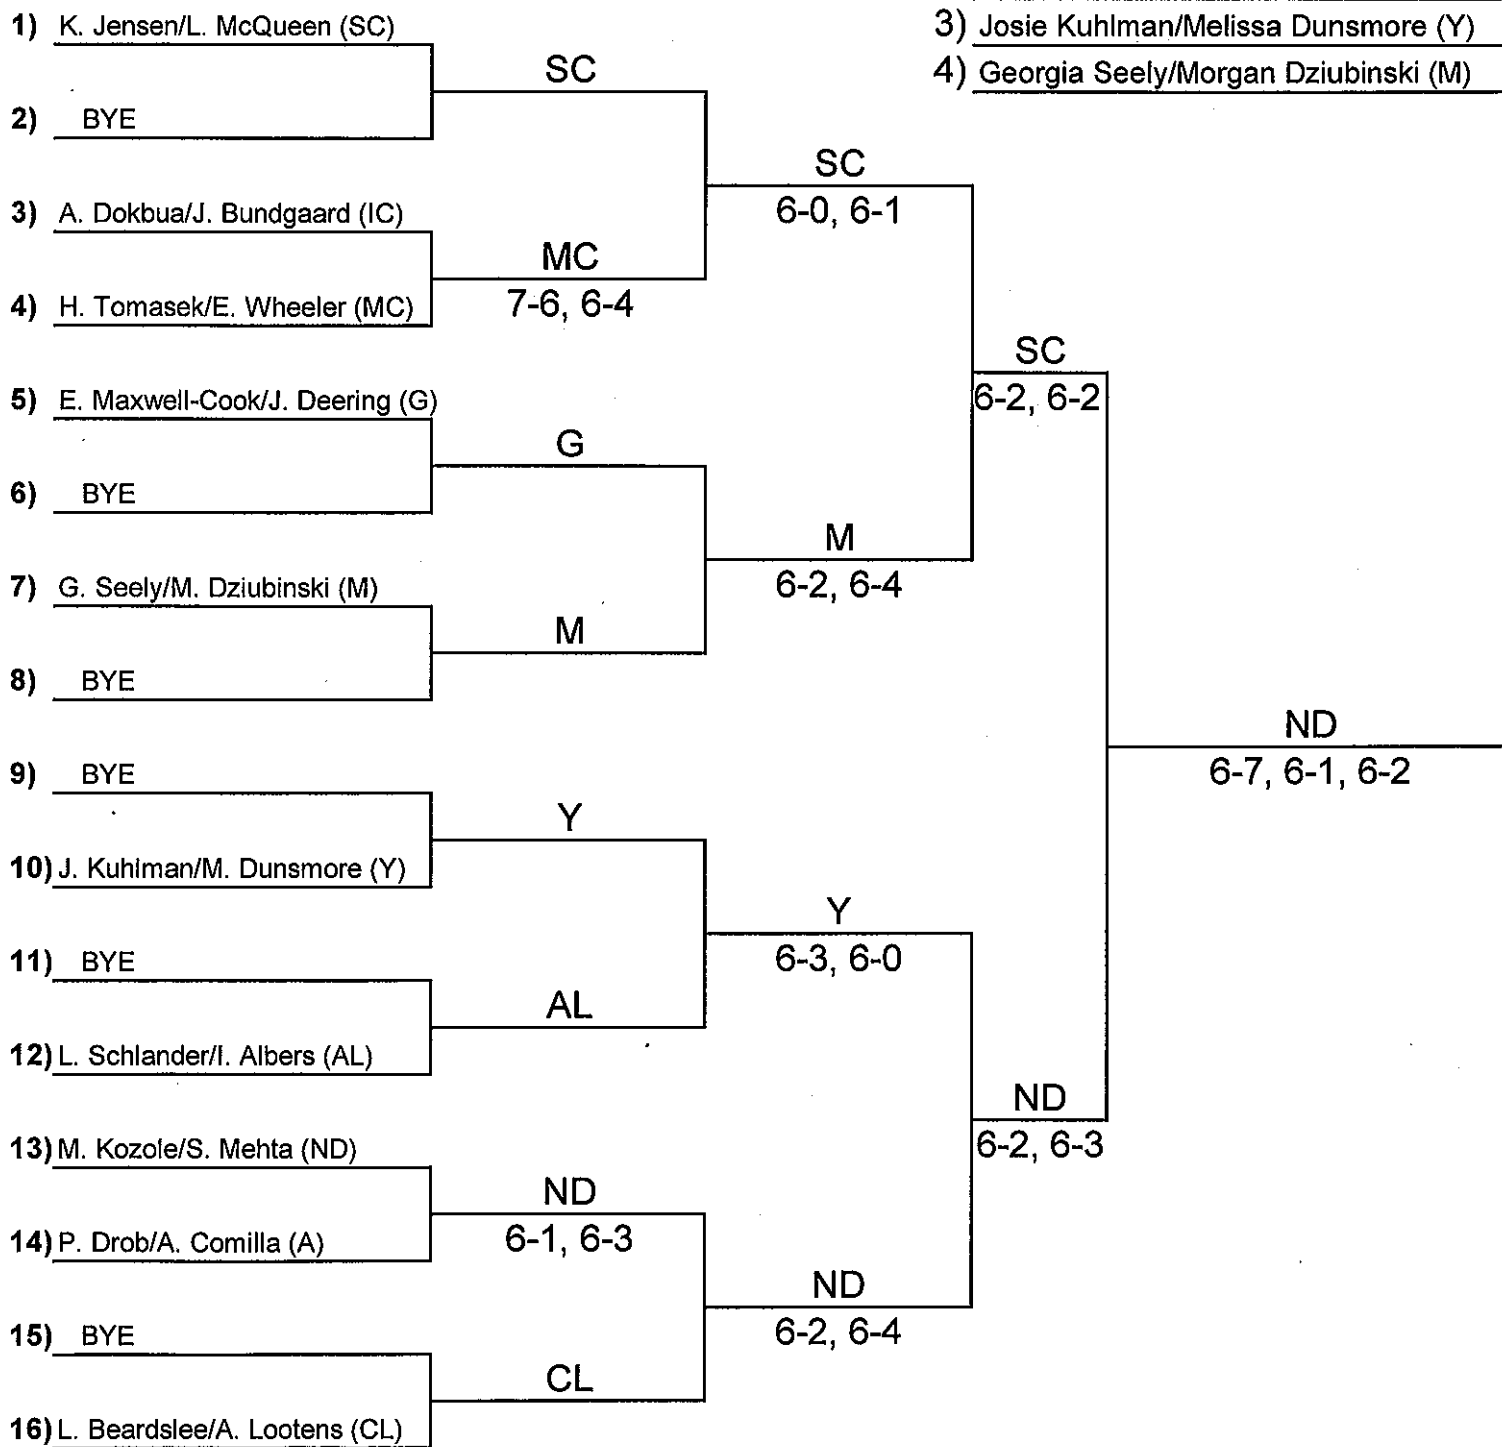 3) Josie Kuhlman/Melissa Dunsmore (Y)
4) Georgia Seely/Morgan Dziubinski (M)
1) K. Jensen/L. McQueen (SC)
SC
2) BYE
SC
6-0, 6-1
3) A. Dokbua/J. Bundgaard (IC)
MC
7-6, 6-4
4) H. Tomasek/E. Wheeler (MC)
SC
6-2, 6-2
5) E. Maxwell-Cook/J. Deering (G)
G
6) BYE
M
6-2, 6-4
7) G. Seely/M. Dziubinski (M)
M
8) BYE
ND
6-7, 6-1, 6-2
9) BYE
Y
10) J. Kuhlman/M. Dunsmore (Y)
Y
6-3, 6-0
11) BYE
AL
12) L. Schlander/I. Albers (AL)
ND
6-2, 6-3
13) M. Kozole/S. Mehta (ND)
ND
6-1, 6-3
14) P. Drob/A. Comilla (A)
ND
6-2, 6-4
15) BYE
CL
16) L. Beardslee/A. Lootens (CL)